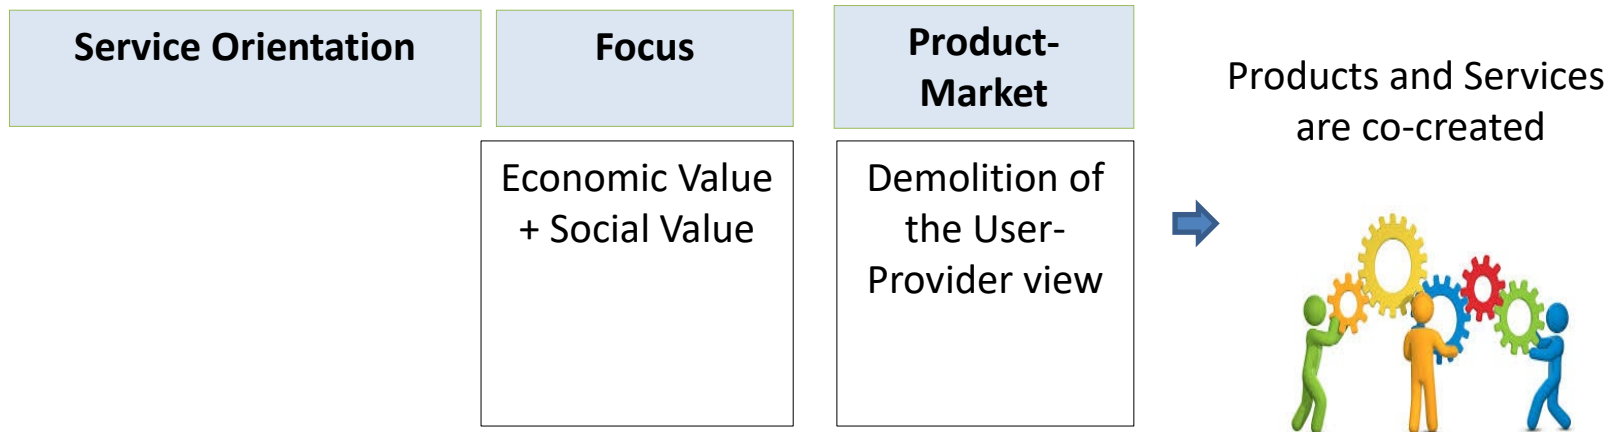 Service Orientation
Focus
Product-
Market
Economic Value
+ Social Value
Demolition of
the User-
Provider view
Products and Services
are co-created